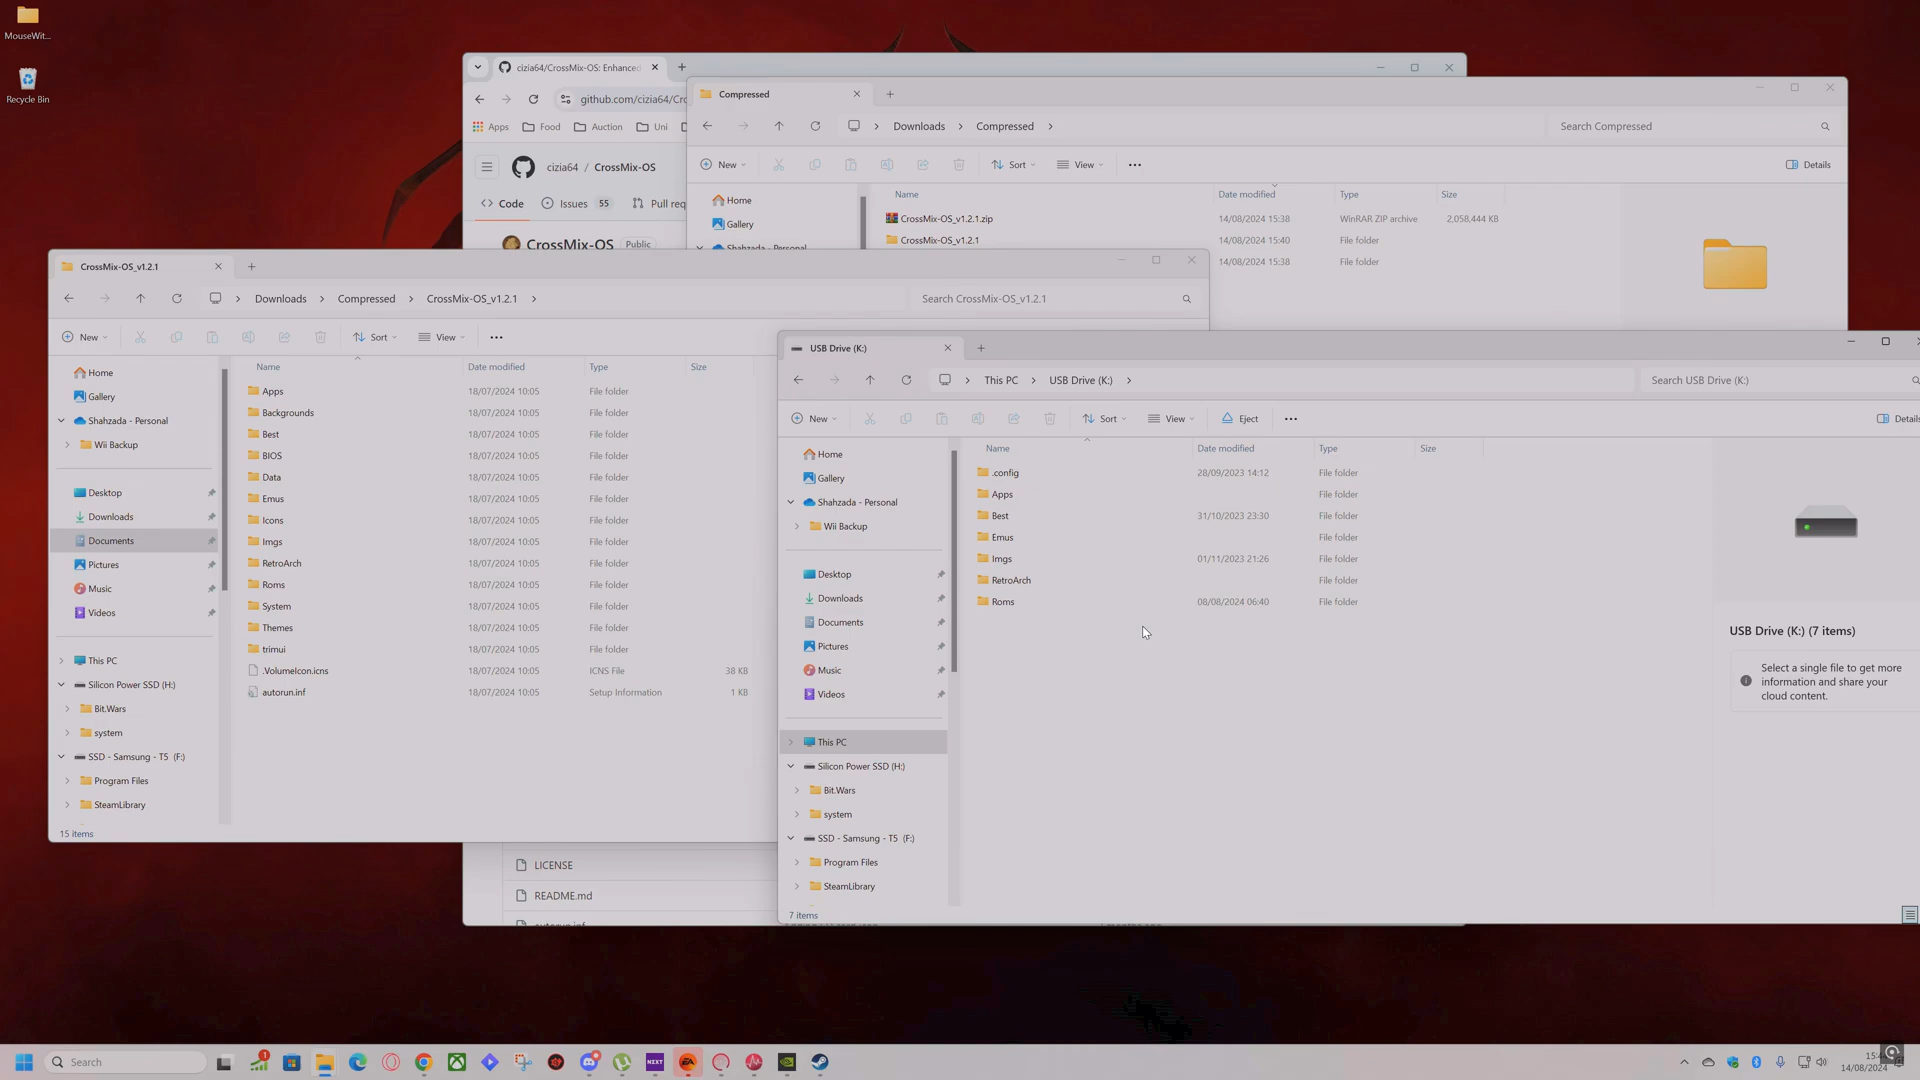 MouseWit...
Recycle Bin
cizia64/CrossMix-OS: Enhanced
github.com/cizia64/Cr
Apps
Food
Auction
Uni
cizia64 / CrossMix-OS
Code
Issues 55
Pull req
CrossMix-OS Public
LICENSE
README.md
autorun.inf
Compressed
Downloads > Compressed >
Search Compressed
New
Sort
View
Details
Home
Gallery
Shahzada - Personal
Name Date modified Type Size
CrossMix-OS_v1.2.1.zip 14/08/2024 15:38 WinRAR ZIP archive 2,058,444 KB
CrossMix-OS_v1.2.1 14/08/2024 15:40 File folder
14/08/2024 15:38 File folder
CrossMix-OS_v1.2.1
Downloads > Compressed > CrossMix-OS_v1.2.1 >
Search CrossMix-OS_v1.2.1
New
Sort
View
Home
Gallery
Shahzada - Personal
Wii Backup
Desktop
Downloads
Documents
Pictures
Music
Videos
This PC
Silicon Power SSD (H:)
Bit.Wars
system
SSD - Samsung - T5 (F:)
Program Files
SteamLibrary
15 items
Name Date modified Type Size
Apps 18/07/2024 10:05 File folder
Backgrounds 18/07/2024 10:05 File folder
Best 18/07/2024 10:05 File folder
BIOS 18/07/2024 10:05 File folder
Data 18/07/2024 10:05 File folder
Emus 18/07/2024 10:05 File folder
Icons 18/07/2024 10:05 File folder
Imgs 18/07/2024 10:05 File folder
RetroArch 18/07/2024 10:05 File folder
Roms 18/07/2024 10:05 File folder
System 18/07/2024 10:05 File folder
Themes 18/07/2024 10:05 File folder
trimui 18/07/2024 10:05 File folder
.VolumeIcon.icns 18/07/2024 10:05 ICNS File 38 KB
autorun.inf 18/07/2024 10:05 Setup Information 1 KB
USB Drive (K:)
This PC > USB Drive (K:) >
Search USB Drive (K:)
New
Sort
View
Eject
Details
Home
Gallery
Shahzada - Personal
Wii Backup
Desktop
Downloads
Documents
Pictures
Music
Videos
This PC
Silicon Power SSD (H:)
Bit.Wars
system
SSD - Samsung - T5 (F:)
Program Files
SteamLibrary
7 items
Name Date modified Type Size
.config 28/09/2023 14:12 File folder
Apps File folder
Best 31/10/2023 23:30 File folder
Emus File folder
Imgs 01/11/2023 21:26 File folder
RetroArch File folder
Roms 08/08/2024 06:40 File folder
USB Drive (K:) (7 items)
Select a single file to get more
information and share your
cloud content.
Search
1
NZXT
EA
14/08/2024